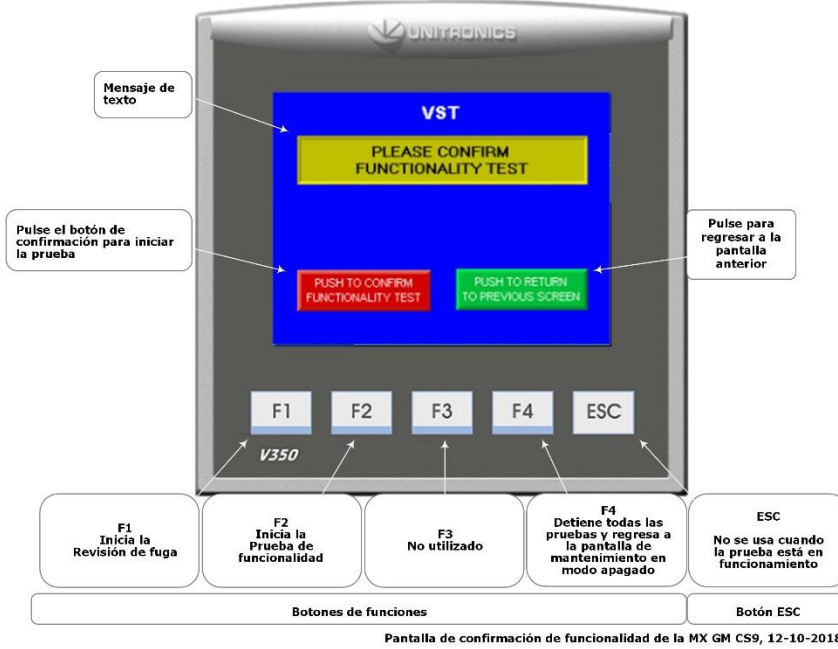 UNITRONICS
Mensaje de
texto
VST
PLEASE CONFIRM
FUNCTIONALITY TEST
Pulse el botón de
confirmación para iniciar
la prueba
Pulse para
regresar a la
pantalla
anterior
PUSH TO CONFIRM
FUNCTIONALITY TEST
PUSH TO RETURN
TO PREVIOUS SCREEN
F1
F2
F3
F4
ESC
V350
F1
Inicia la
Revisión de fuga
F2
Inicia la
Prueba de
funcionalidad
F3
No utilizado
F4
Detiene todas las
pruebas y regresa a
la pantalla de
mantenimiento en
modo apagado
ESC
No se usa cuando
la prueba está en
funcionamiento
Botones de funciones
Botón ESC
Pantalla de confirmación de funcionalidad de la MX GM CS9, 12-10-2018